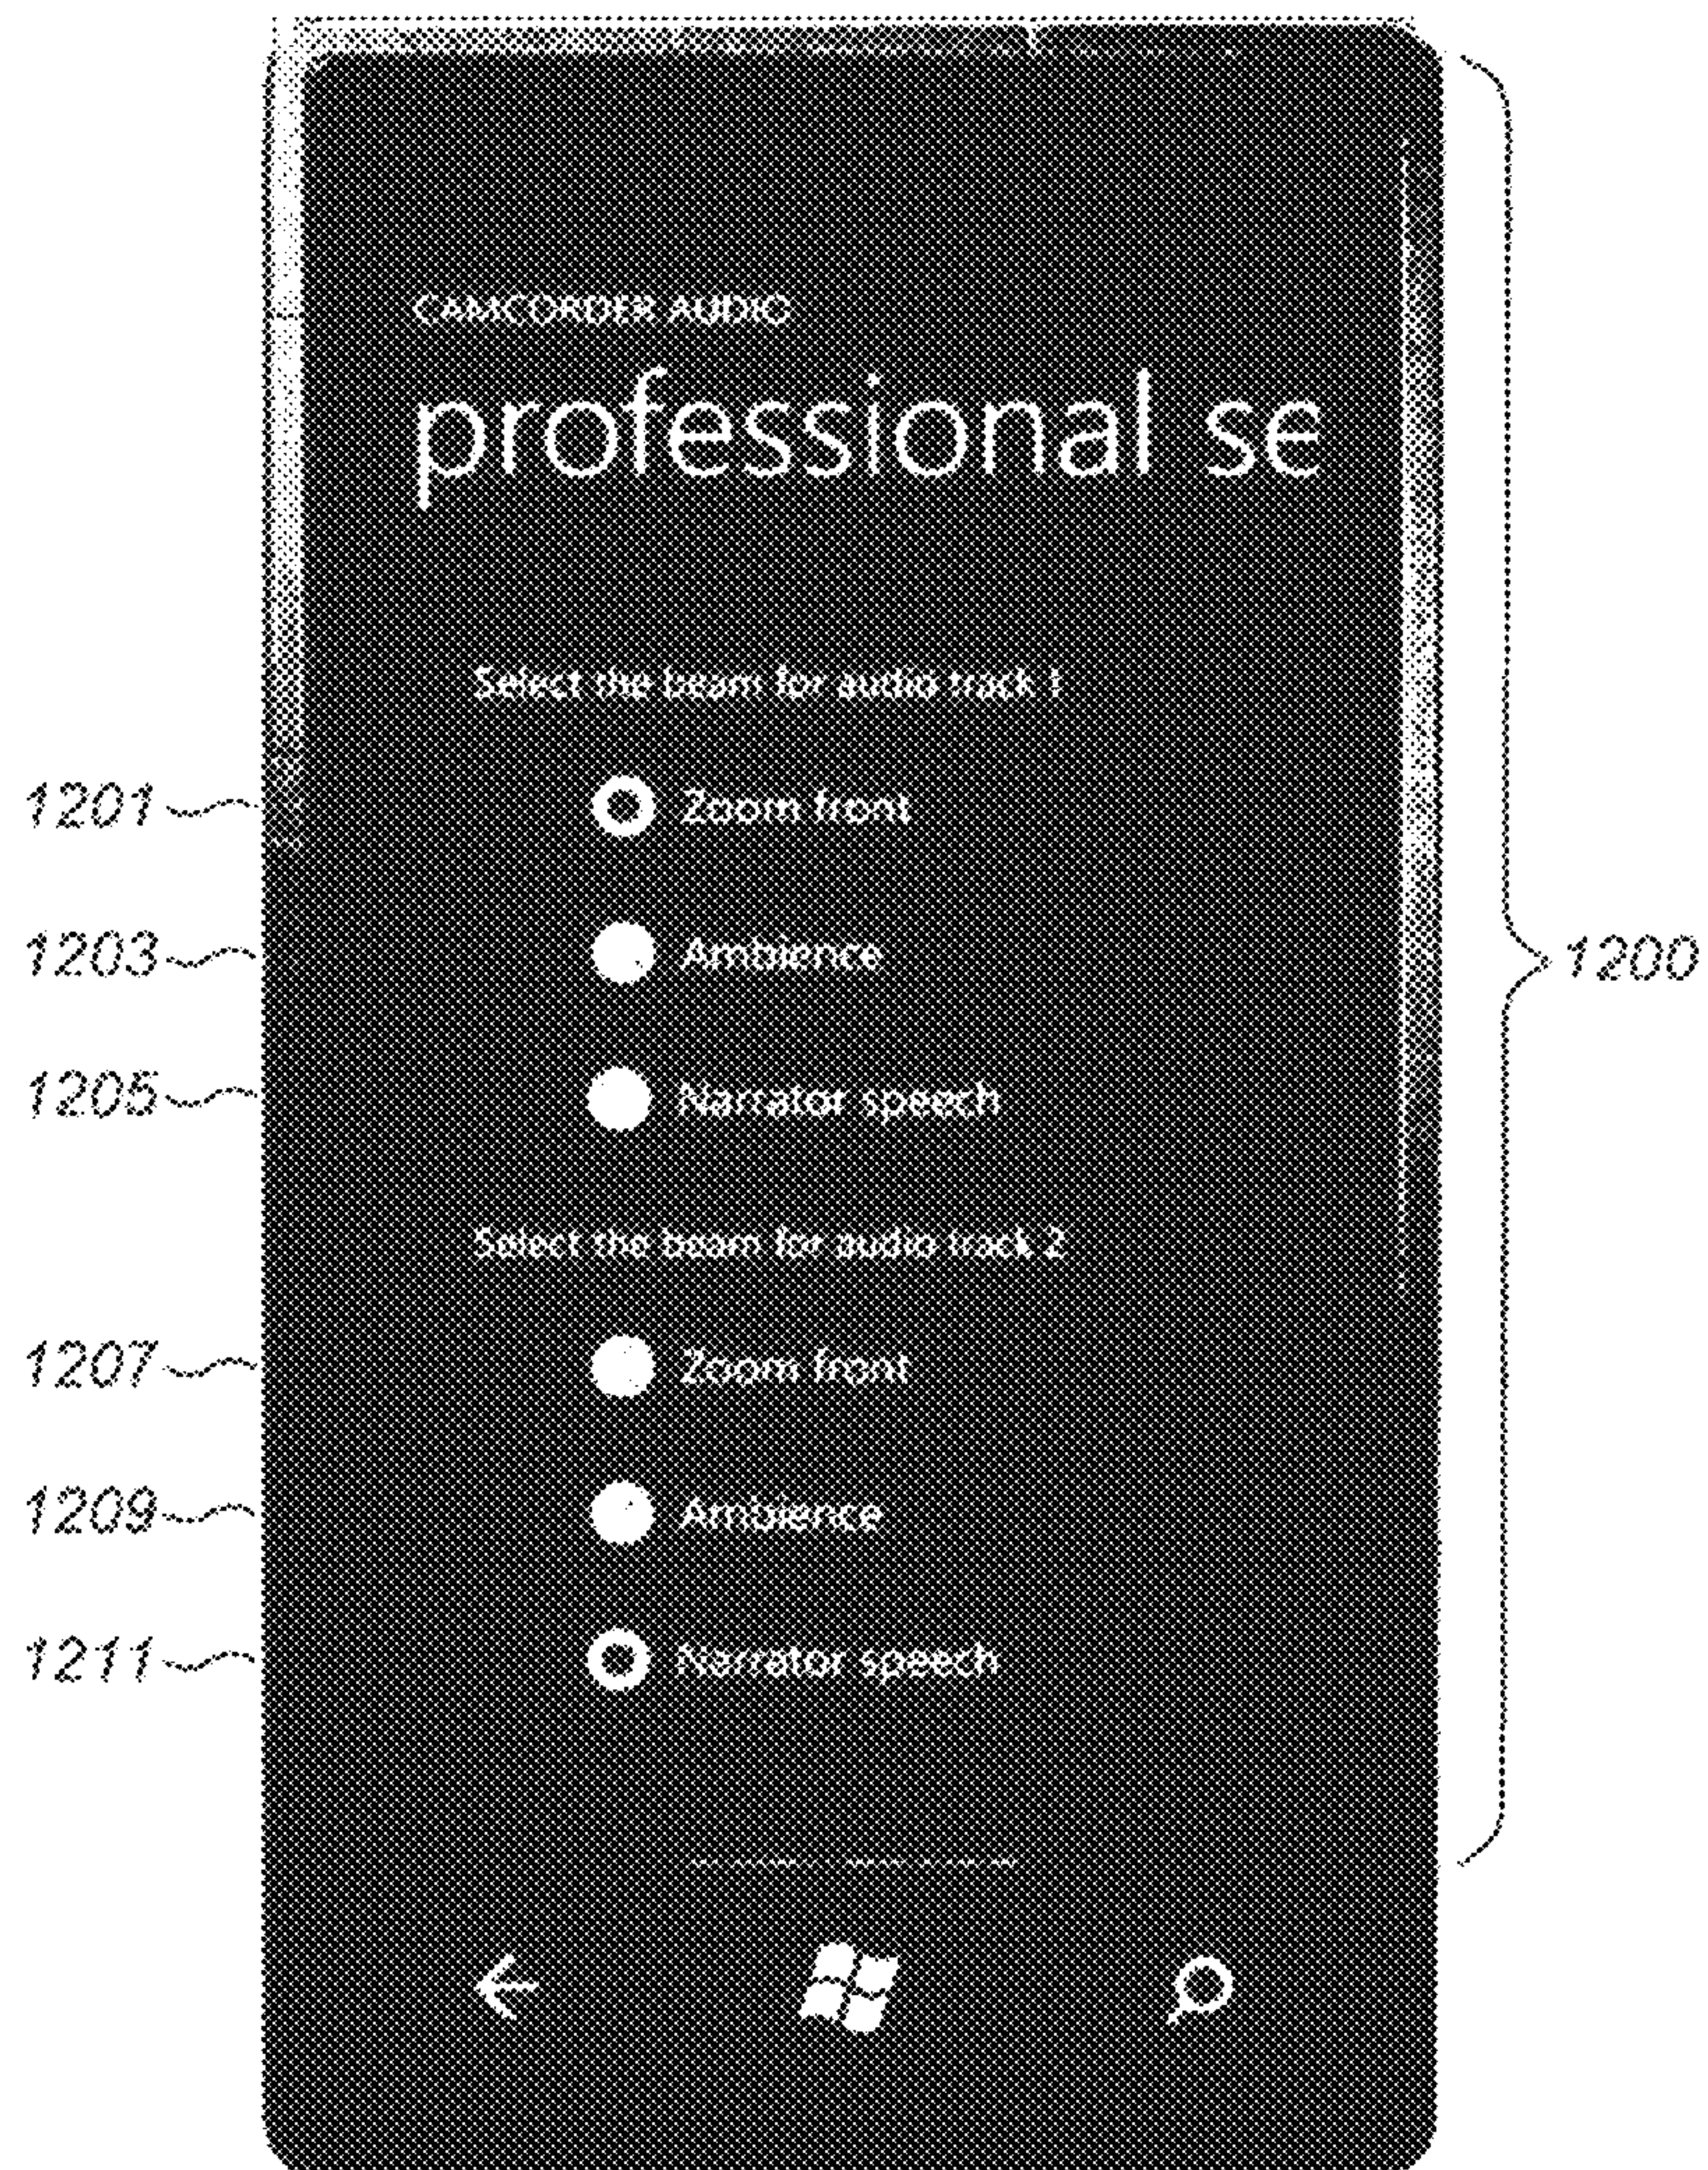 CAMCORDER AUDIO
professional se
Select the beam for audio track 1
1201 Zoom front
1203 Ambience
1205 Narrator speech
1200
Select the beam for audio track 2
1207 Zoom front
1209 Ambience
1211 Narrator speech